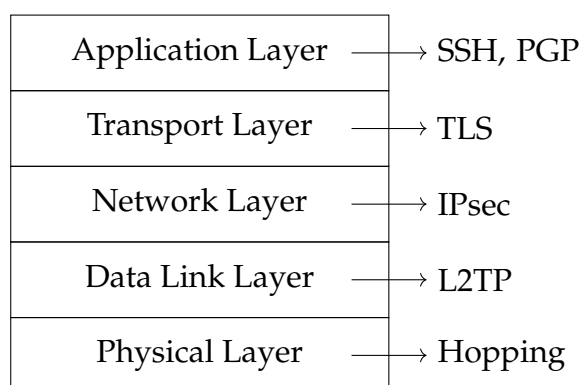 Application Layer SSH, PGP
Transport Layer TLS
Network Layer IPsec
Data Link Layer L2TP
Physical Layer Hopping